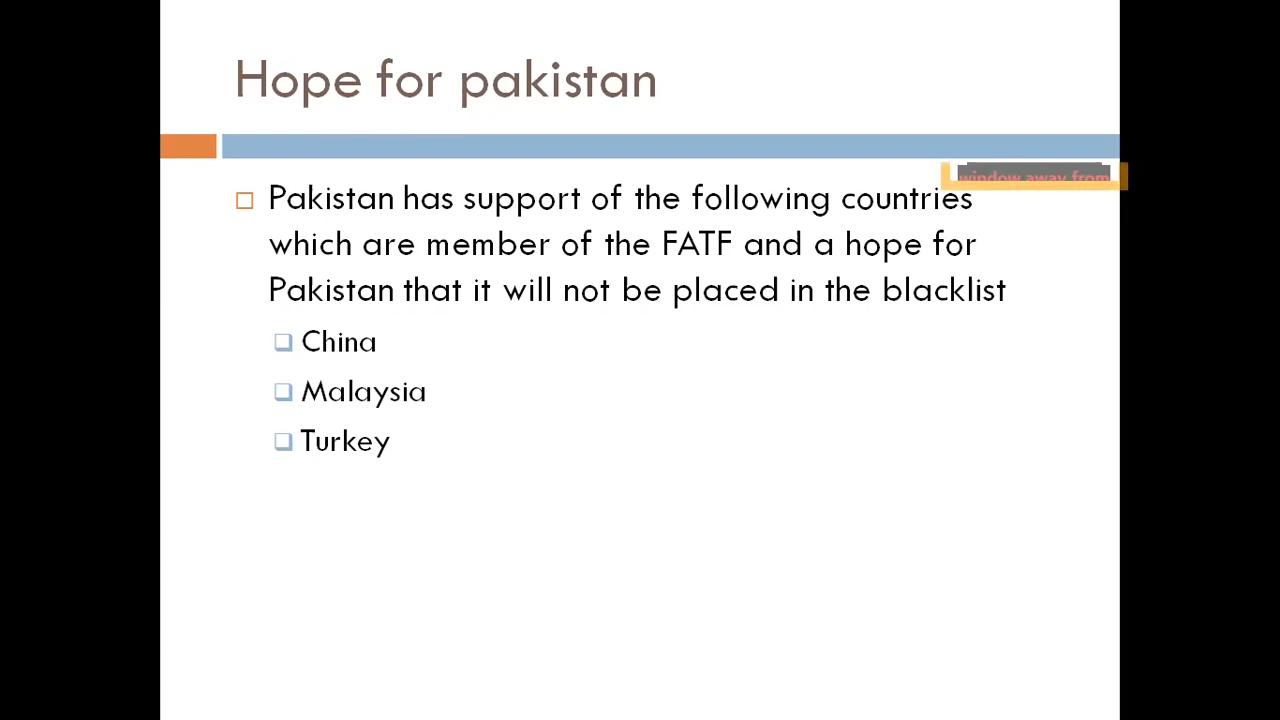 Hope for pakistan
window away from
Pakistan has support of the following countries
which are member of the FATF and a hope for
Pakistan that it will not be placed in the blacklist
China
Malaysia
Turkey